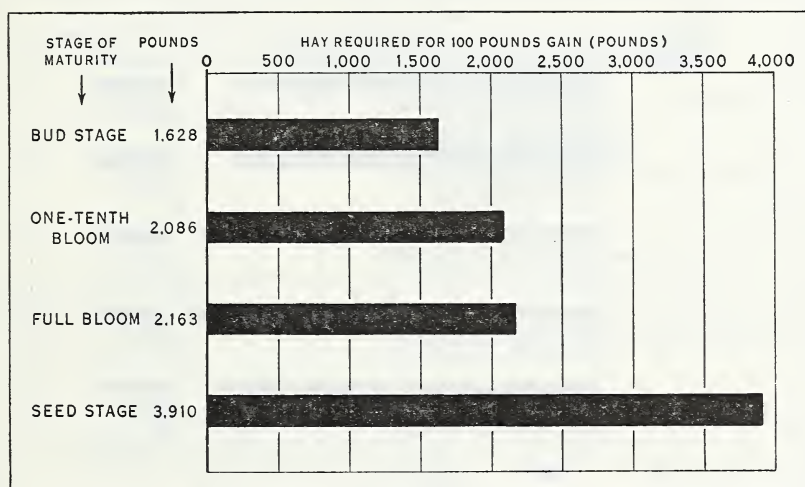 STAGE OF MATURITY POUNDS HAY REQUIRED FOR 100 POUNDS GAIN (POUNDS)
0 500 1,000 1,500 2,000 2,500 3,000 3,500 4,000
BUD STAGE 1,628
ONE-TENTH
BLOOM 2,086
FULL BLOOM 2,163
SEED STAGE 3,910